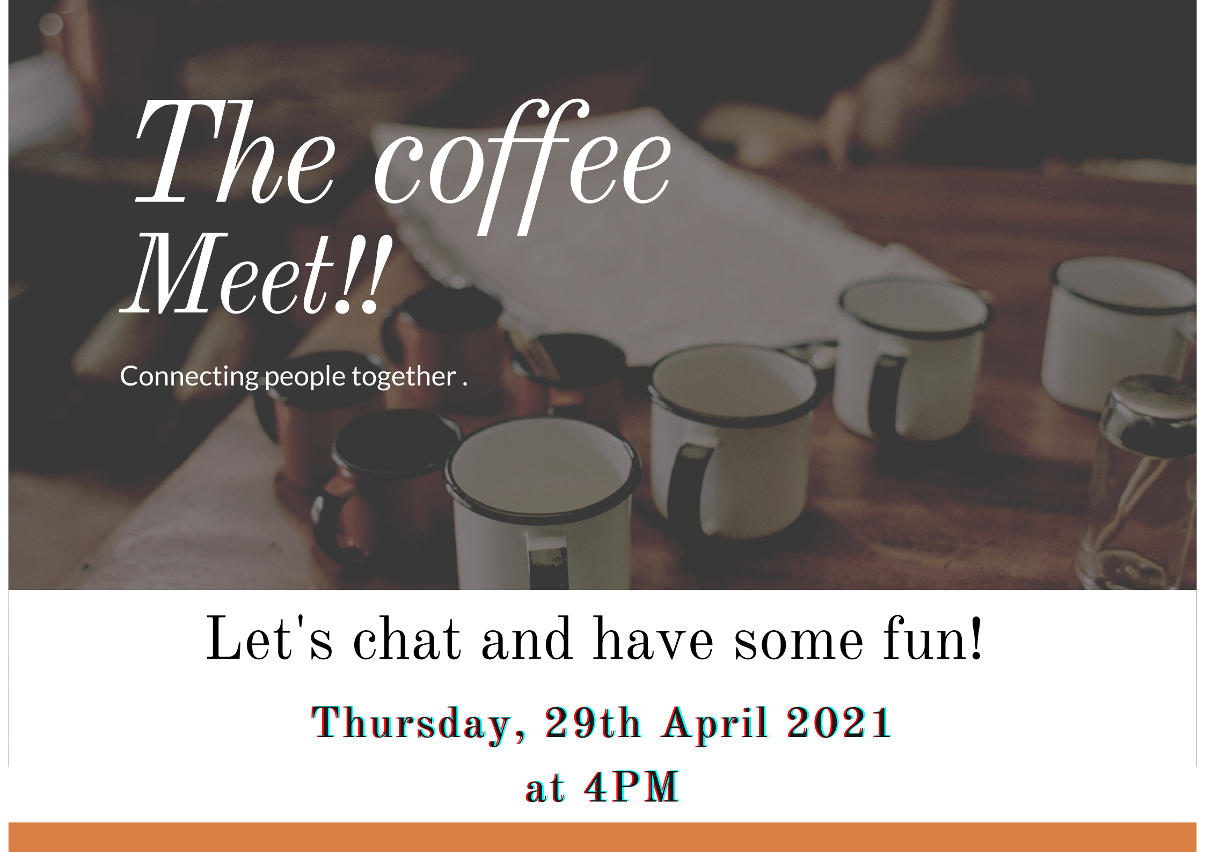 The coffee
Meet!!
Connecting people together .
Let's chat and have some fun!
Thursday, 29th April 2021
at 4PM